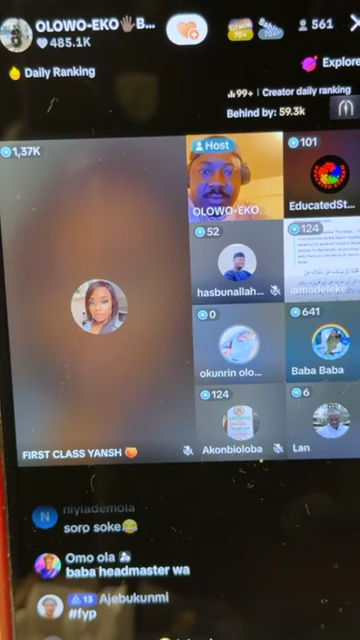 OLOWO-EKO🖐🏿B...
485.1K
561
Daily Ranking
Explore
99+ | Creator daily ranking
Behind by: 59.3k
1,37K
Host
OLOWO-EKO...
101
EducatedSt...
52
hasbunallah...
124
iamadeleke
0
okunrin olo...
641
Baba Baba
124
Akonbioloba
6
Lan
FIRST CLASS YANSH
N
niyiademola
soro soke😂
Omo ola
baba headmaster wa
13 Ajebukunmi
#fyp